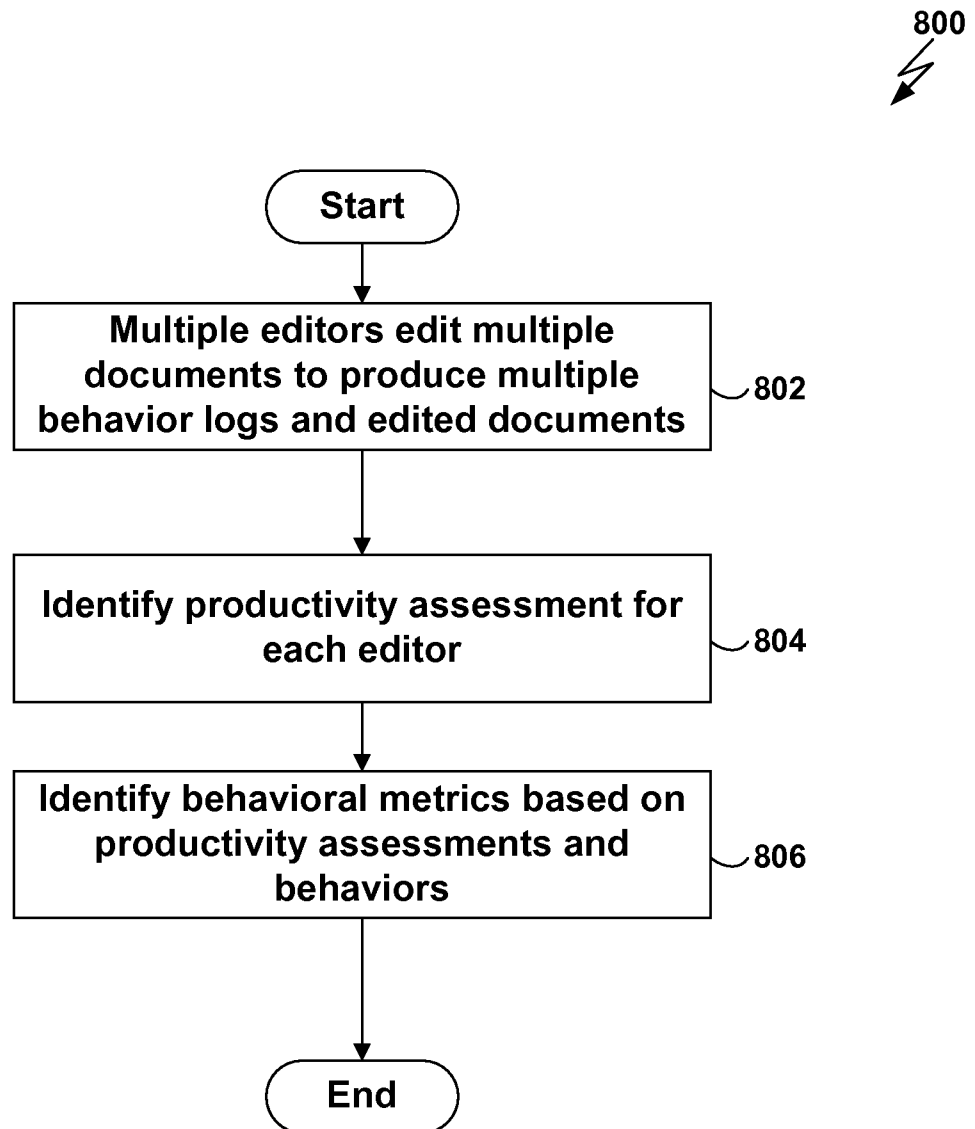 800
Start
Multiple editors edit multiple
documents to produce multiple
behavior logs and edited documents
802
Identify productivity assessment for
each editor
804
Identify behavioral metrics based on
productivity assessments and
behaviors
806
End